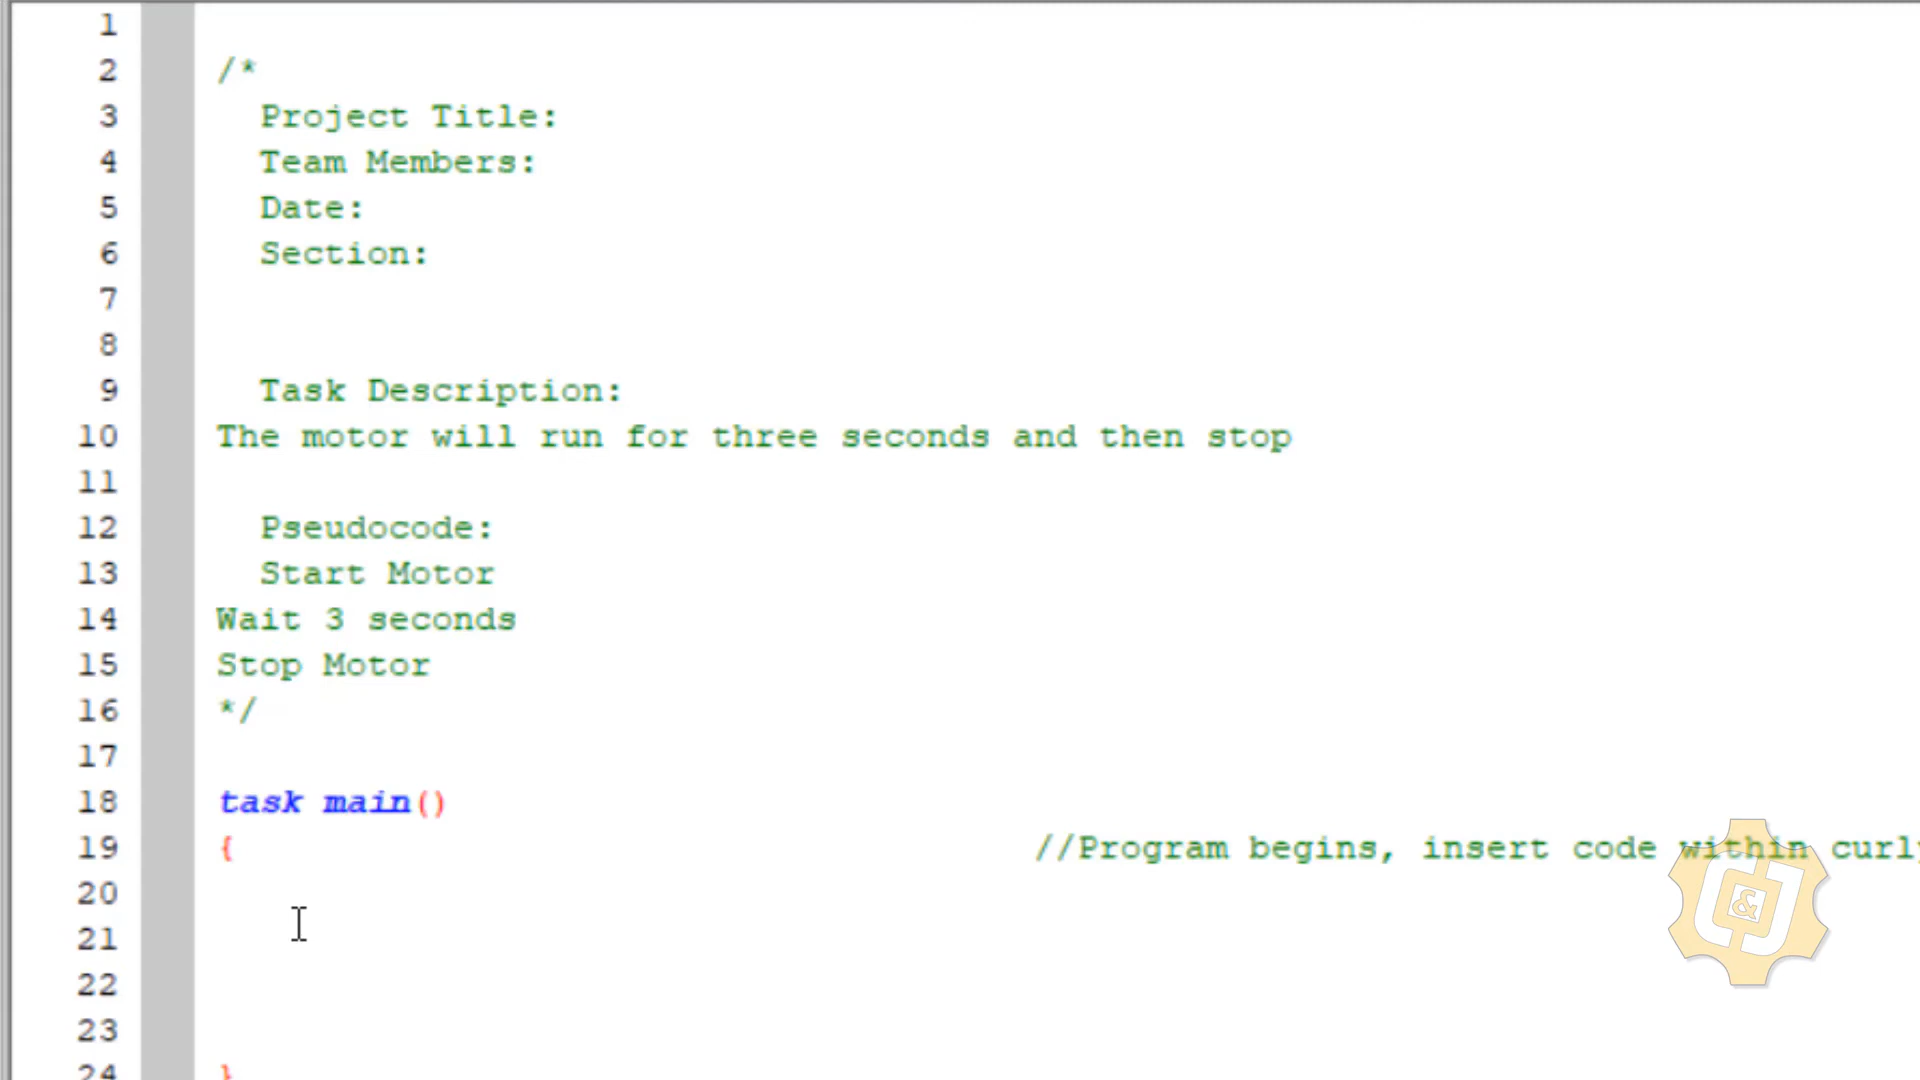 1
2 /*
3 Project Title:
4 Team Members:
5 Date:
6 Section:
7
8
9 Task Description:
10 The motor will run for three seconds and then stop
11
12 Pseudocode:
13 Start Motor
14 Wait 3 seconds
15 Stop Motor
16 */
17
18 task main()
19 { //Program begins, insert code within curly
20
21
22
23
24 }
J & D